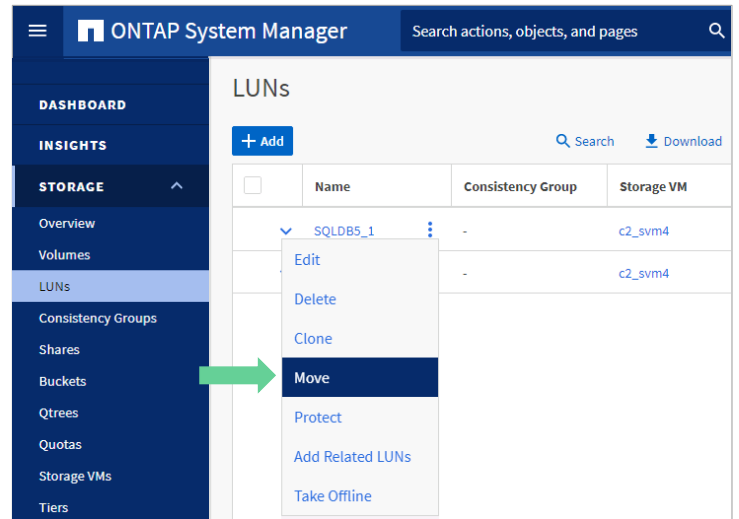 ONTAP System Manager
Search actions, objects, and pages
DASHBOARD
INSIGHTS
STORAGE
Overview
Volumes
LUNs
Consistency Groups
Shares
Buckets
Qtrees
Quotas
Storage VMs
Tiers
LUNs
+ Add
Search
Download
Name
Consistency Group
Storage VM
SQLDB5_1
-
c2_svm4
-
c2_svm4
Edit
Delete
Clone
Move
Protect
Add Related LUNs
Take Offline